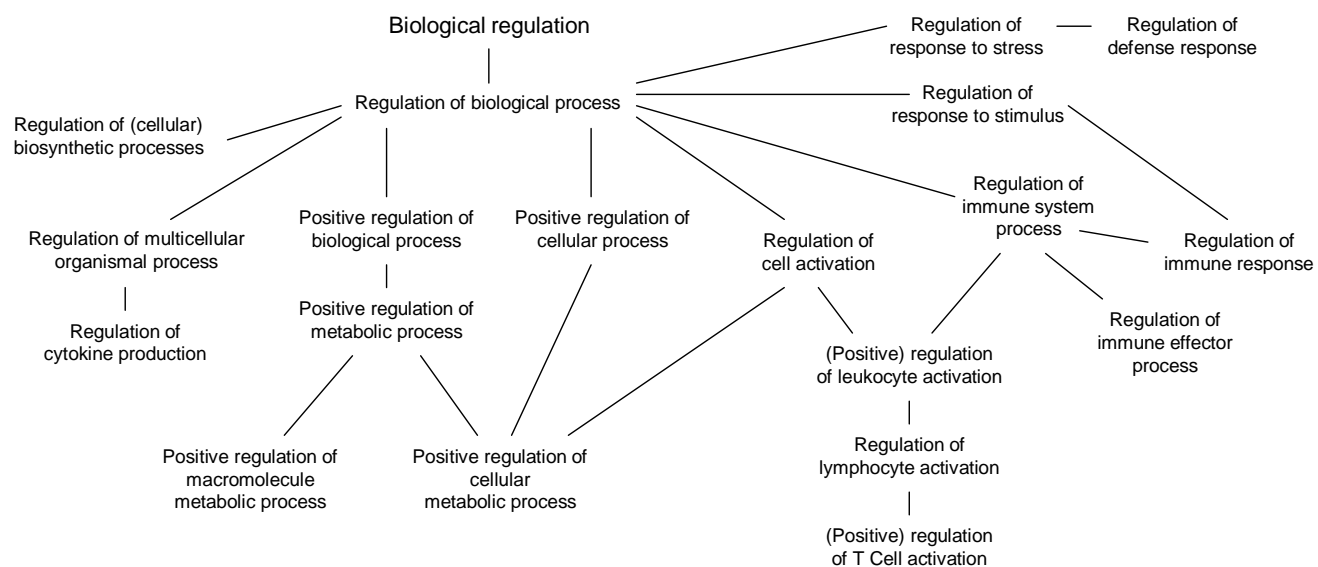 Biological regulation
Regulation of
response to stress
Regulation of
defense response
Regulation of biological process
Regulation of
response to stimulus
Regulation of (cellular)
biosynthetic processes
Regulation of
immune system
process
Regulation of multicellular
organismal process
Positive regulation of
biological process
Positive regulation of
cellular process
Regulation of
cell activation
Regulation of
immune response
Regulation of
cytokine production
Positive regulation of
metabolic process
(Positive) regulation
of leukocyte activation
Regulation of
immune effector
process
Positive regulation of
macromolecule
metabolic process
Positive regulation of
cellular
metabolic process
Regulation of
lymphocyte activation
(Positive) regulation
of T Cell activation